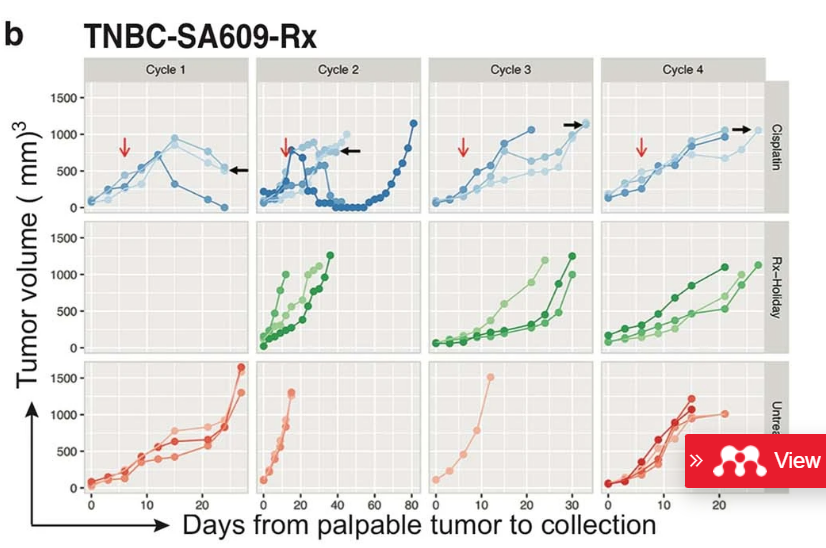 b TNBC-SA609-Rx
Cycle 1 Cycle 2 Cycle 3 Cycle 4
Tumor volume ( mm)³
1500
1000
500
0
Cisplatin
1500
1000
500
0
Rx-Holiday
1500
1000
500
0
0 10 20 0 20 40 60 80 0 10 20 30 0 10 20
Days from palpable tumor to collection
» View